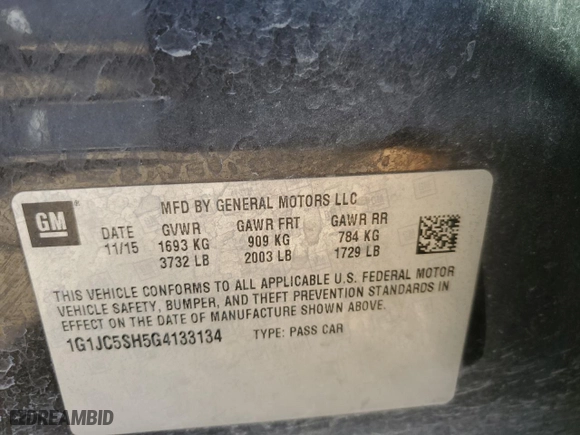 MFD BY GENERAL MOTORS LLC
GM
DATE GVWR GAWR FRT GAWR RR
11/15 1693 KG 909 KG 784 KG
3732 LB 2003 LB 1729 LB
THIS VEHICLE CONFORMS TO ALL APPLICABLE U.S. FEDERAL MOTOR
VEHICLE SAFETY, BUMPER, AND THEFT PREVENTION STANDARDS IN
EFFECT ON THE DATE OF MANUFACTURE SHOWN ABOVE.
1G1JC5SH5G4133134 TYPE: PASS CAR
EZDREAMBID